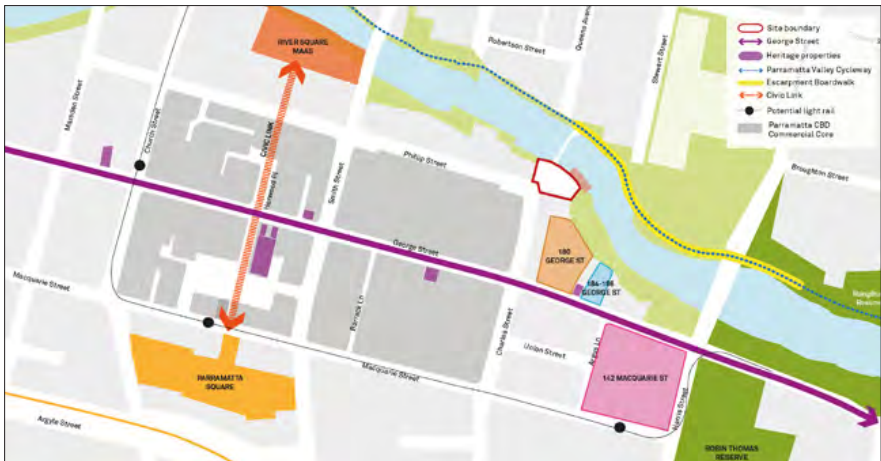 RIVER SQUARE
MAAS
Robertson Street
Queens Avenue
Stewart Street
Site boundary
George Street
Heritage properties
Parramatta Valley Cycleway
Escarpment Boardwalk
Civic Link
Potential light rail
Parramatta CBD
Commercial Core
Marsden Street
Church Street
CIVIC LINK
Horwood Pl
Smith Street
Phillip Street
Broughton Street
George Street
180
GEORGE ST
184-186
GEORGE ST
Macquarie Street
Barrack Ln
Charles Street
Union Street
Argus Ln
142 MACQUARIE ST
Harris Street
PARRAMATTA
SQUARE
Macquarie Street
Argyle Street
ROBIN THOMAS
RESERVE